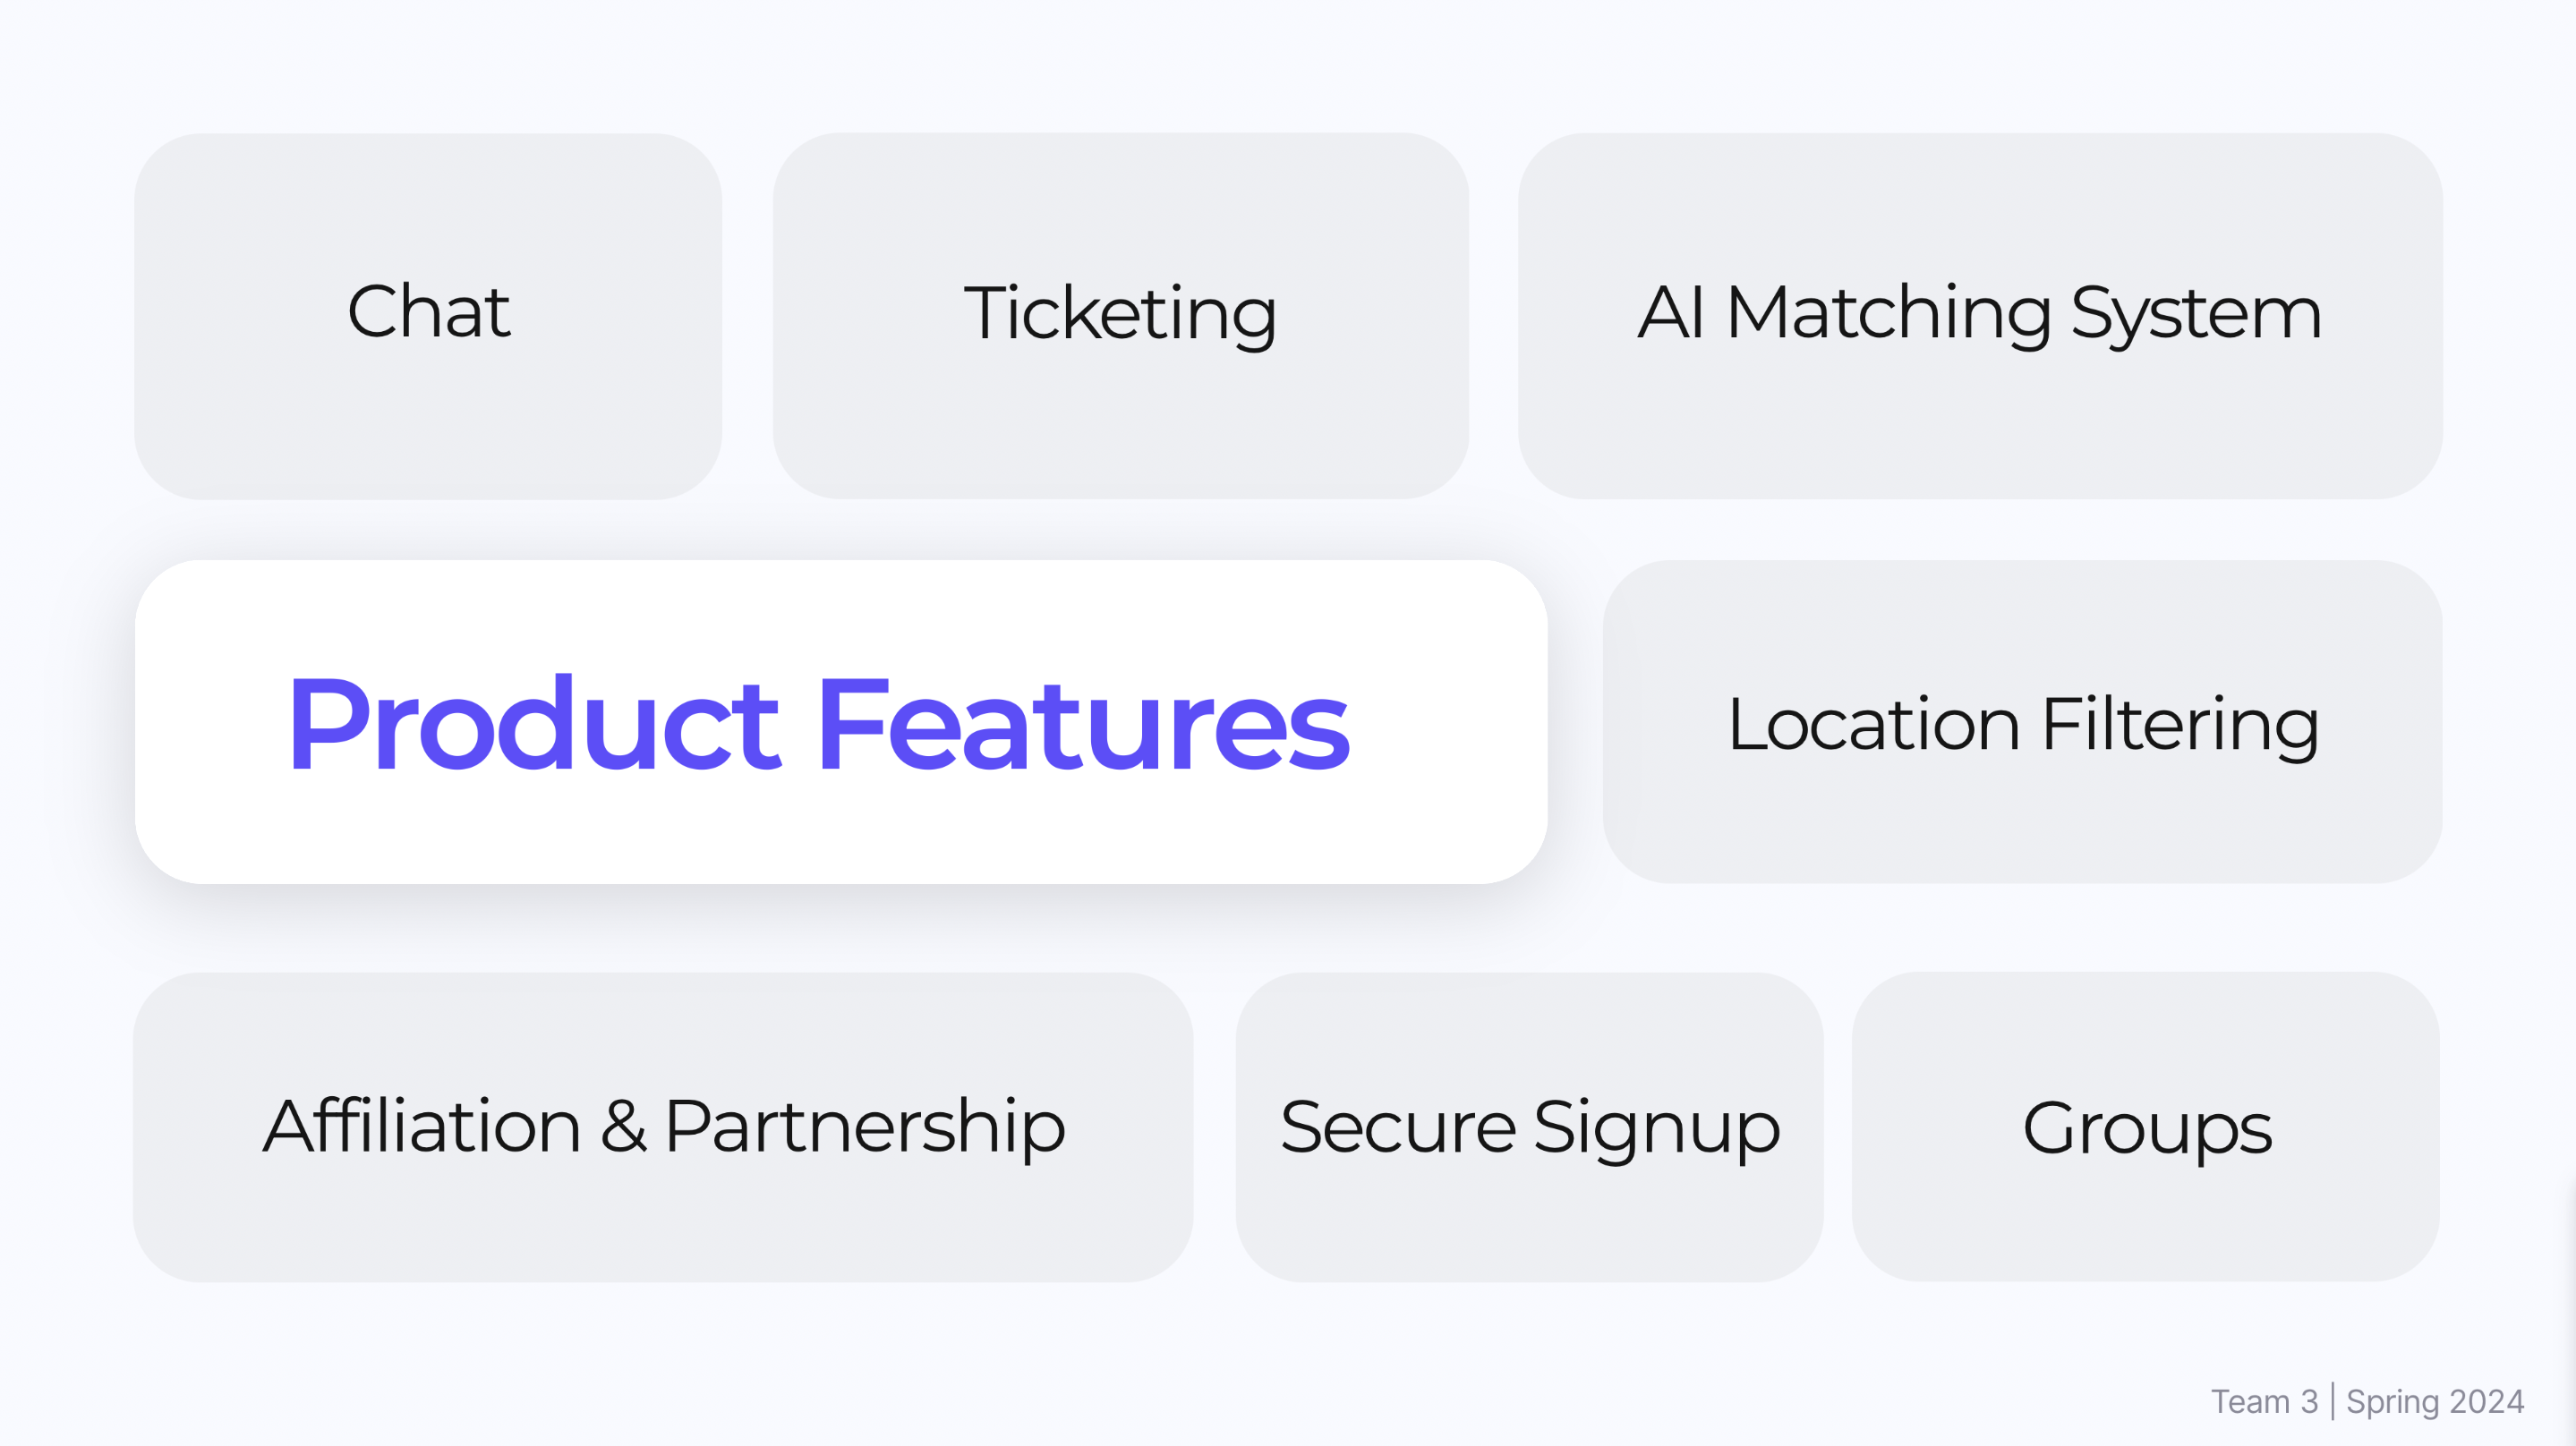 Chat
Ticketing
AI Matching System
Product Features
Location Filtering
Affiliation & Partnership
Secure Signup
Groups
Team 3 | Spring 2024